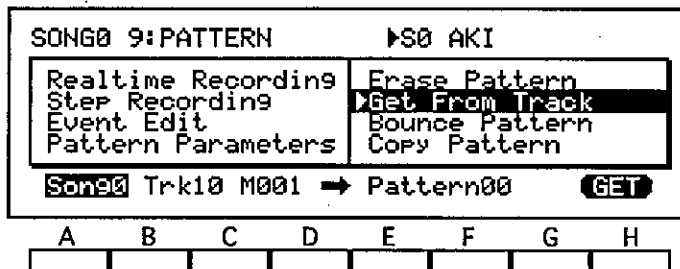 SONG0 9:PATTERN ▶S0 AKI
Realtime Recording Erase Pattern
Step Recording ▶Get From Track
Event Edit Bounce Pattern
Pattern Parameters Copy Pattern
Song0 Trk10 M001 ➡ Pattern00 GET
A B C D E F G H